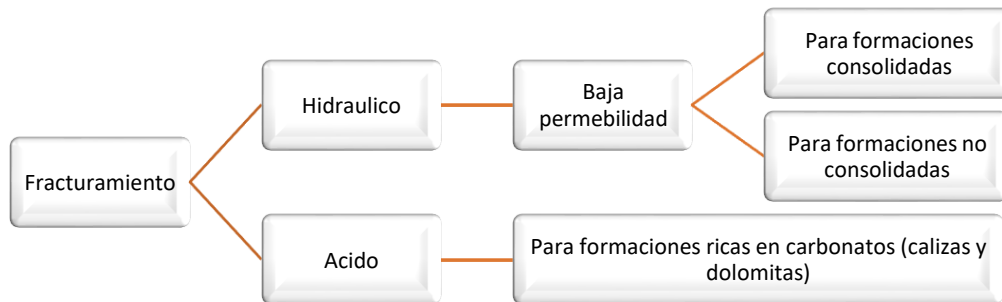 Fracturamiento
Hidraulico
Baja
permebilidad
Para formaciones
consolidadas
Para formaciones no
consolidadas
Acido
Para formaciones ricas en carbonatos (calizas y
dolomitas)